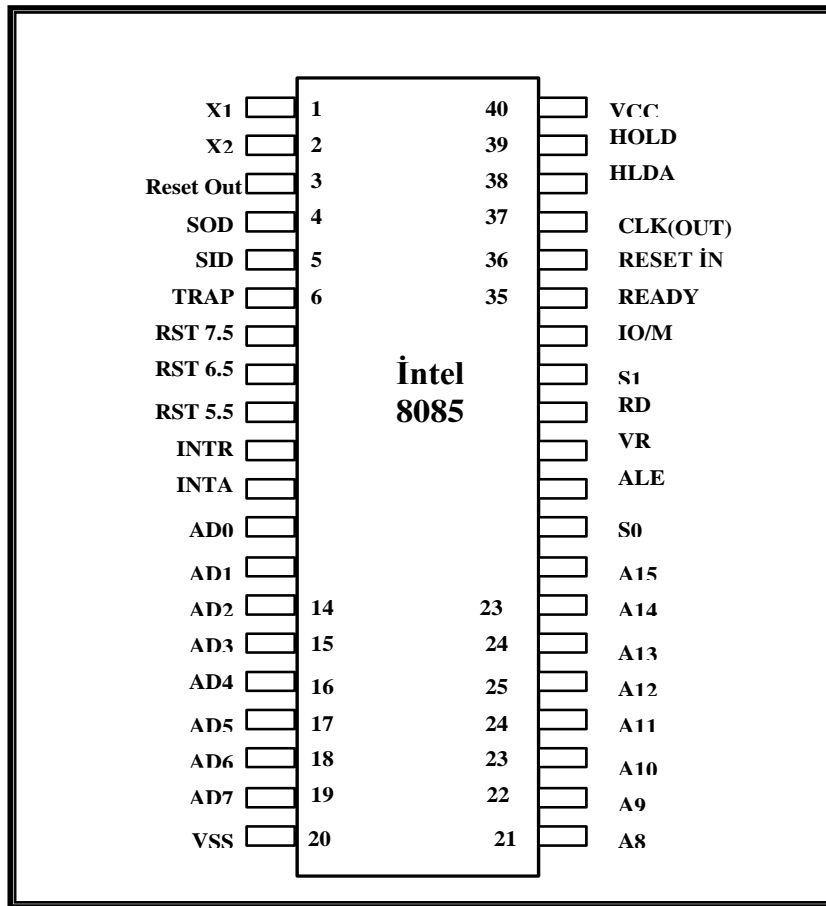 X1 1 40 VCC
X2 2 39 HOLD
Reset Out 3 38 HLDA
SOD 4 37 CLK(OUT)
SID 5 36 RESET İN
TRAP 6 35 READY
RST 7.5 IO/M
RST 6.5 S1
İntel
8085
RST 5.5 RD
INTR VR
INTA ALE
AD0 S0
AD1 A15
AD2 14 23 A14
AD3 15 24 A13
AD4 16 25 A12
AD5 17 24 A11
AD6 18 23 A10
AD7 19 22 A9
VSS 20 21 A8